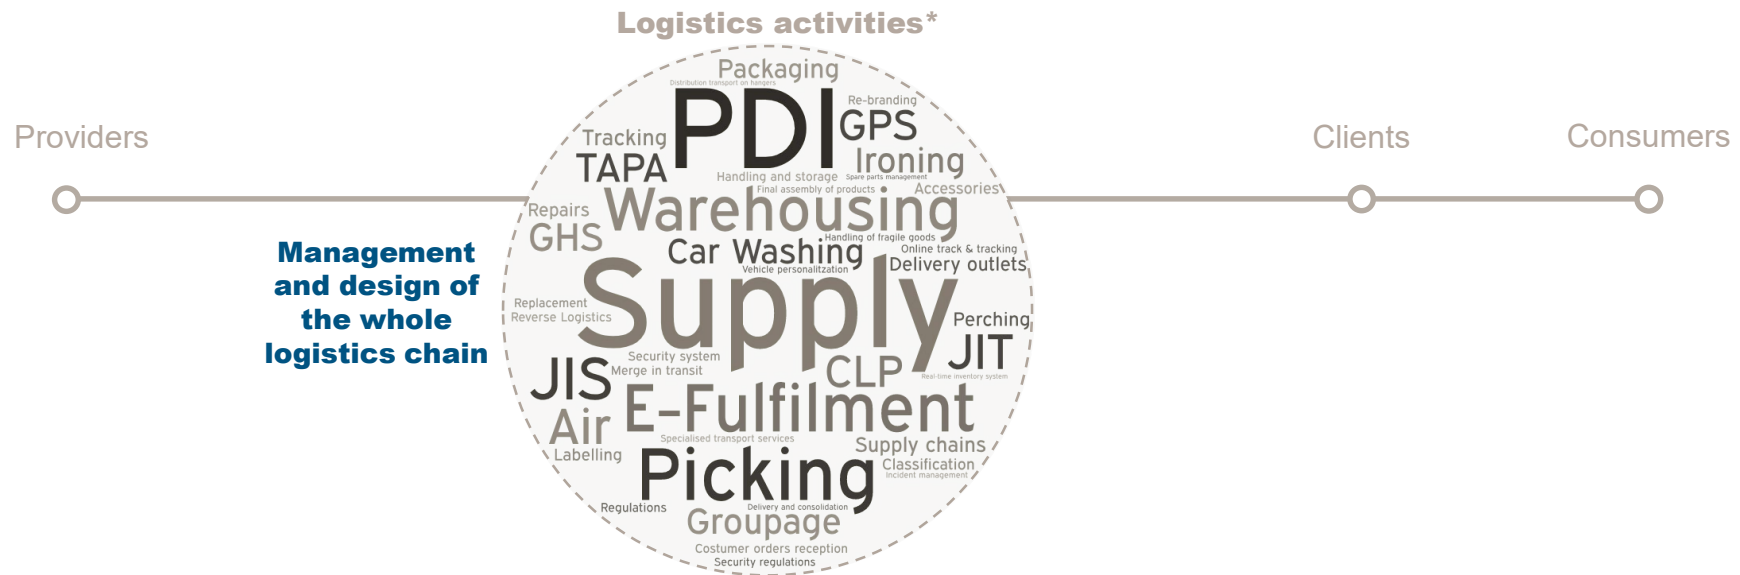 Logistics activities*
Packaging
Distribution transport on hangers
PDI
Re-branding
GPS
Providers
Tracking
Clients
Consumers
TAPA
Ironing
Handling and storage
Spare parts management
Final assembly of products
Accessories
Warehousing
Repairs
GHS
Handling of fragile goods
Management
and design of
the whole
logistics chain
Car Washing
Online track & tracking
Vehicle personalitzation
Delivery outlets
Supply
Replacement
Reverse Logistics
Perching
JIT
Security system
Merge in transit
JIS
CLP
Real-time inventory system
E-Fulfilment
Air
Specialised transport services
Supply chains
Labelling
Classification
Incident management
Picking
Regulations
Delivery and consolidation
Groupage
Costumer orders reception
Security regulations